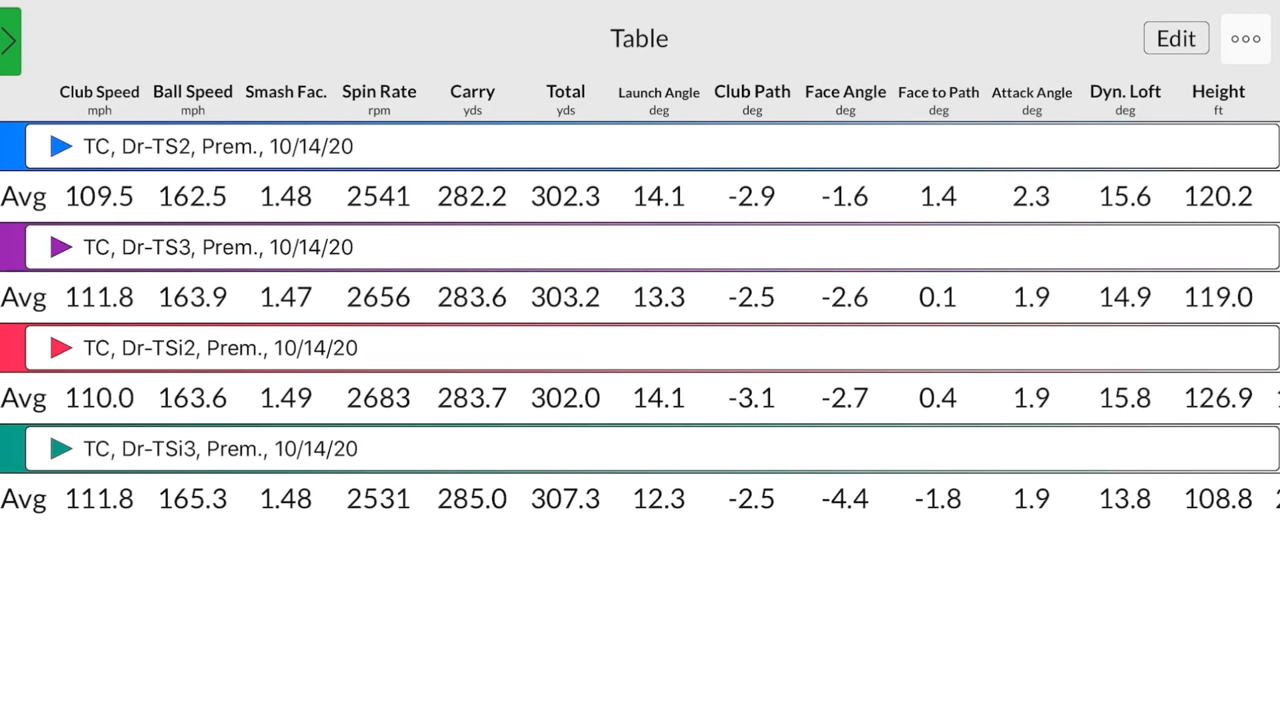 Table
Edit
Club Speed Ball Speed Smash Fac. Spin Rate Carry Total Launch Angle Club Path Face Angle Face to Path Attack Angle Dyn. Loft Height
mph mph rpm yds yds deg deg deg deg deg deg ft
TC, Dr-TS2, Prem., 10/14/20
Avg 109.5 162.5 1.48 2541 282.2 302.3 14.1 -2.9 -1.6 1.4 2.3 15.6 120.2
TC, Dr-TS3, Prem., 10/14/20
Avg 111.8 163.9 1.47 2656 283.6 303.2 13.3 -2.5 -2.6 0.1 1.9 14.9 119.0
TC, Dr-TSi2, Prem., 10/14/20
Avg 110.0 163.6 1.49 2683 283.7 302.0 14.1 -3.1 -2.7 0.4 1.9 15.8 126.9
TC, Dr-TSi3, Prem., 10/14/20
Avg 111.8 165.3 1.48 2531 285.0 307.3 12.3 -2.5 -4.4 -1.8 1.9 13.8 108.8